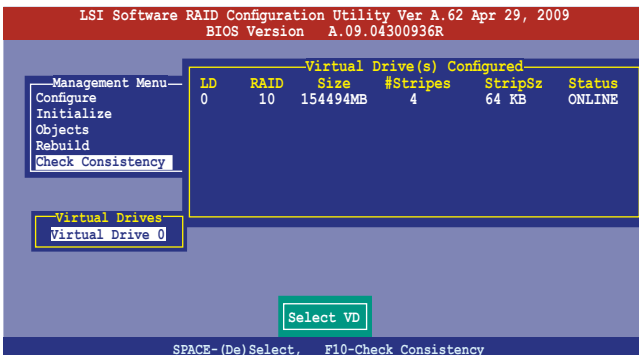 LSI Software RAID Configuration Utility Ver A.62 Apr 29, 2009
BIOS Version A.09.04300936R
Virtual Drive(s) Configured
Management Menu
LD RAID Size #Stripes StripSz Status
0 10 154494MB 4 64 KB ONLINE
Configure
Initialize
Objects
Rebuild
Check Consistency
Virtual Drives
Virtual Drive 0
Select VD
SPACE-(De)Select, F10-Check Consistency